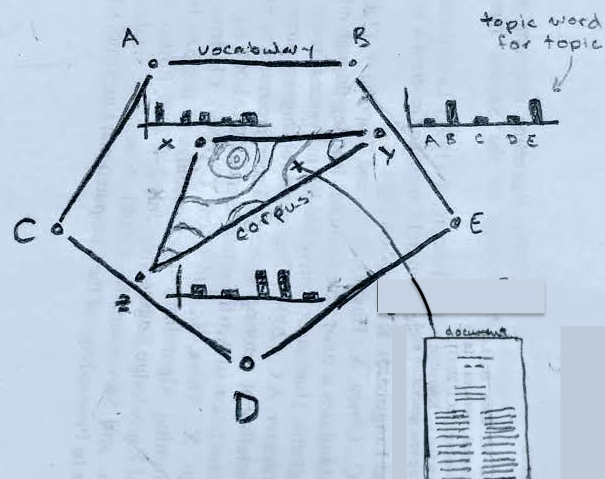 topic word
for topic
A
vocabulary
B
A B C D E
X
y
corpus
C
E
z
document
D